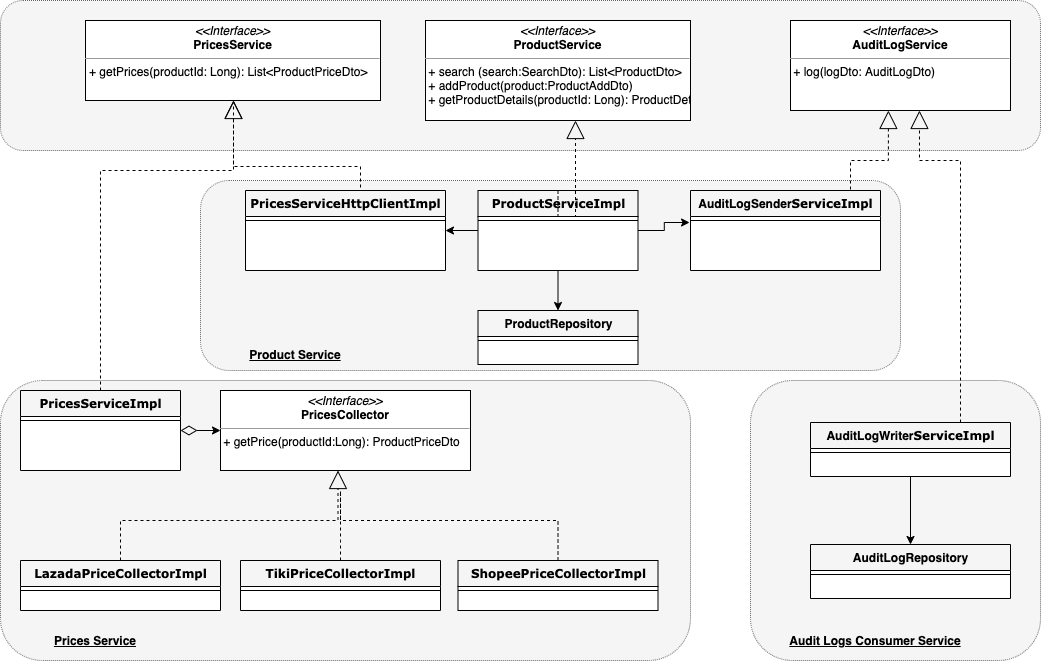 <<Interface>>
PricesService
+ getPrices(productId: Long): List<ProductPriceDto>
<<Interface>>
ProductService
+ search (search:SearchDto): List<ProductDto>
+ addProduct(product:ProductAddDto)
+ getProductDetails(productId: Long): ProductDet
<<Interface>>
AuditLogService
+ log(logDto: AuditLogDto)
PricesServiceHttpClientImpl
ProductServiceImpl
AuditLogSenderServiceImpl
ProductRepository
Product Service
PricesServiceImpl
<<Interface>>
PricesCollector
+ getPrice(productId:Long): ProductPriceDto
LazadaPriceCollectorImpl
TikiPriceCollectorImpl
ShopeePriceCollectorImpl
Prices Service
AuditLogWriterServiceImpl
AuditLogRepository
Audit Logs Consumer Service